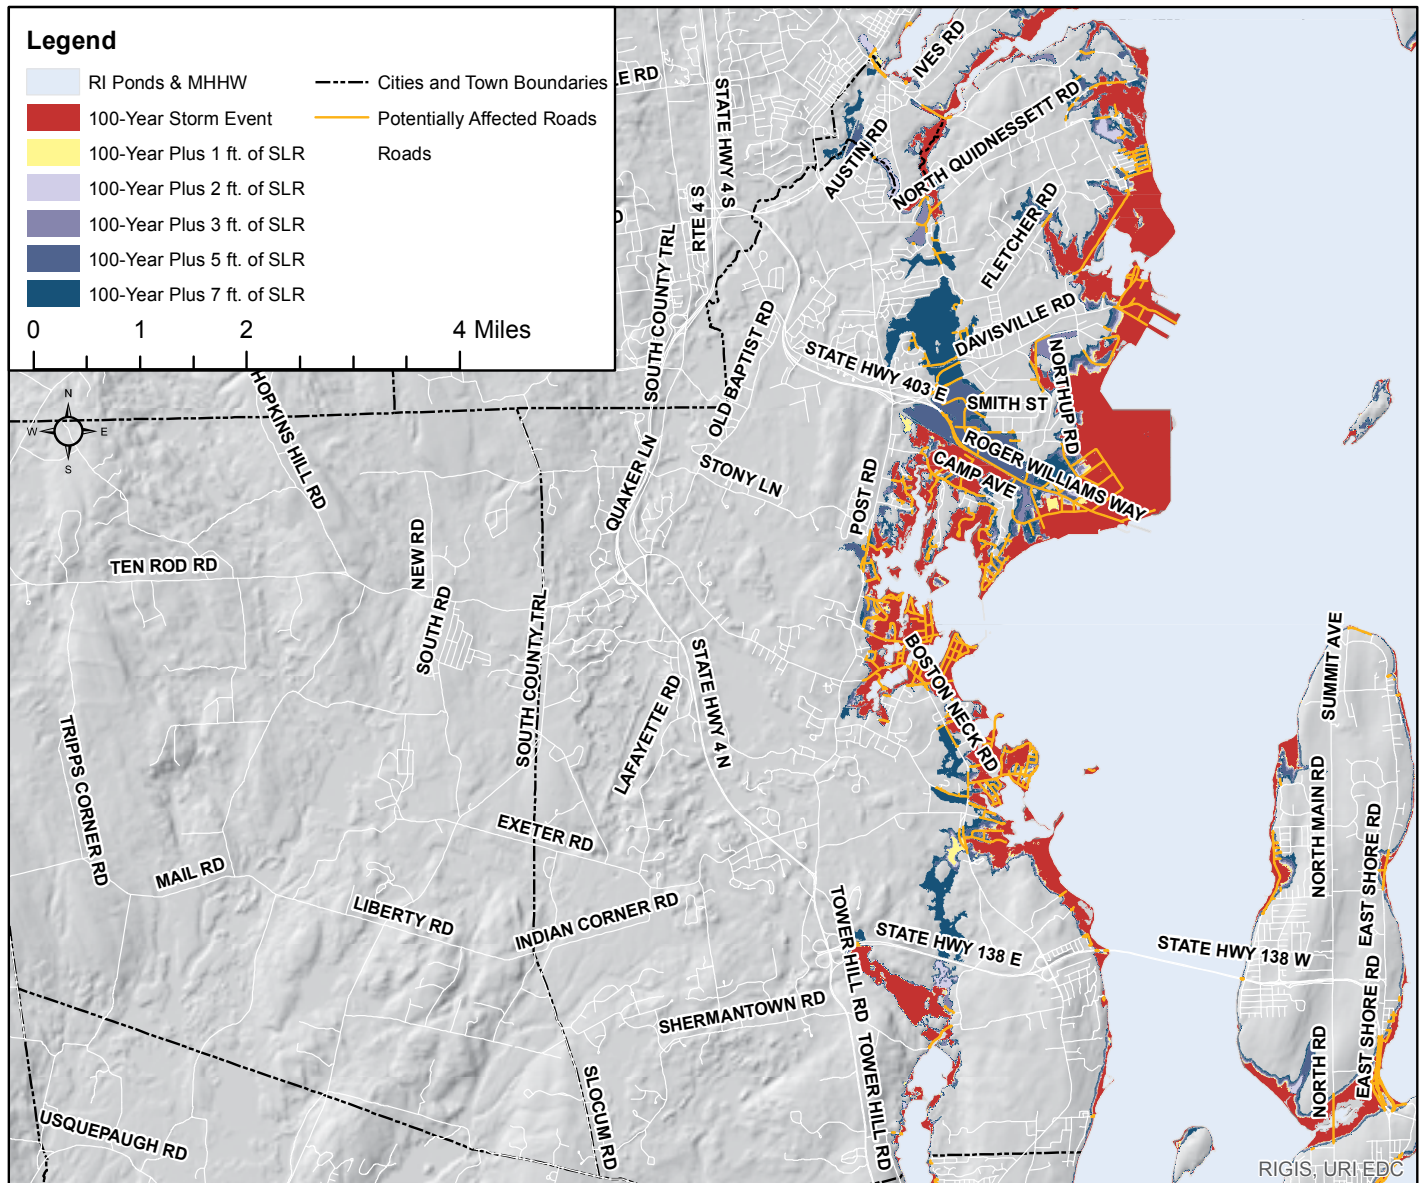 Legend
RI Ponds & MHHW
100-Year Storm Event
100-Year Plus 1 ft. of SLR
100-Year Plus 2 ft. of SLR
100-Year Plus 3 ft. of SLR
100-Year Plus 5 ft. of SLR
100-Year Plus 7 ft. of SLR
Cities and Town Boundaries
Potentially Affected Roads
Roads
0 1 2 4 Miles
N
W E
S
LE RD
IVES RD
STATE HWY 4 S
AUSTIN RD
NORTH QUIDNESSETT RD
RTE 4 S
D
SOUTH COUNTY TRL
FLETCHER RD
OLD BAPTIST RD
DAVISVILLE RD
STATE HWY 403 E
NORTHUP RD
SMITH ST
HOPKINS HILL RD
QUAKER LN
STONY LN
POST RD
CAMP AVE
ROGER WILLIAMS WAY
TEN ROD RD
NEW RD
SOUTH RD
SOUTH COUNTY TRL
STATE HWY 4 N
LAFAYETTE RD
BOSTON NECK RD
SUMMIT AVE
TRIPPS CORNER RD
NORTH MAIN RD
EAST SHORE RD
EXETER RD
MAIL RD
LIBERTY RD
INDIAN CORNER RD
TOWER HILL RD
STATE HWY 138 E
STATE HWY 138 W
SHERMANTOWN RD
EAST SHORE RD
NORTH RD
TOWER HILL RD
SLOCUM RD
USQUEPAUGH RD
RIGIS, URI EDC